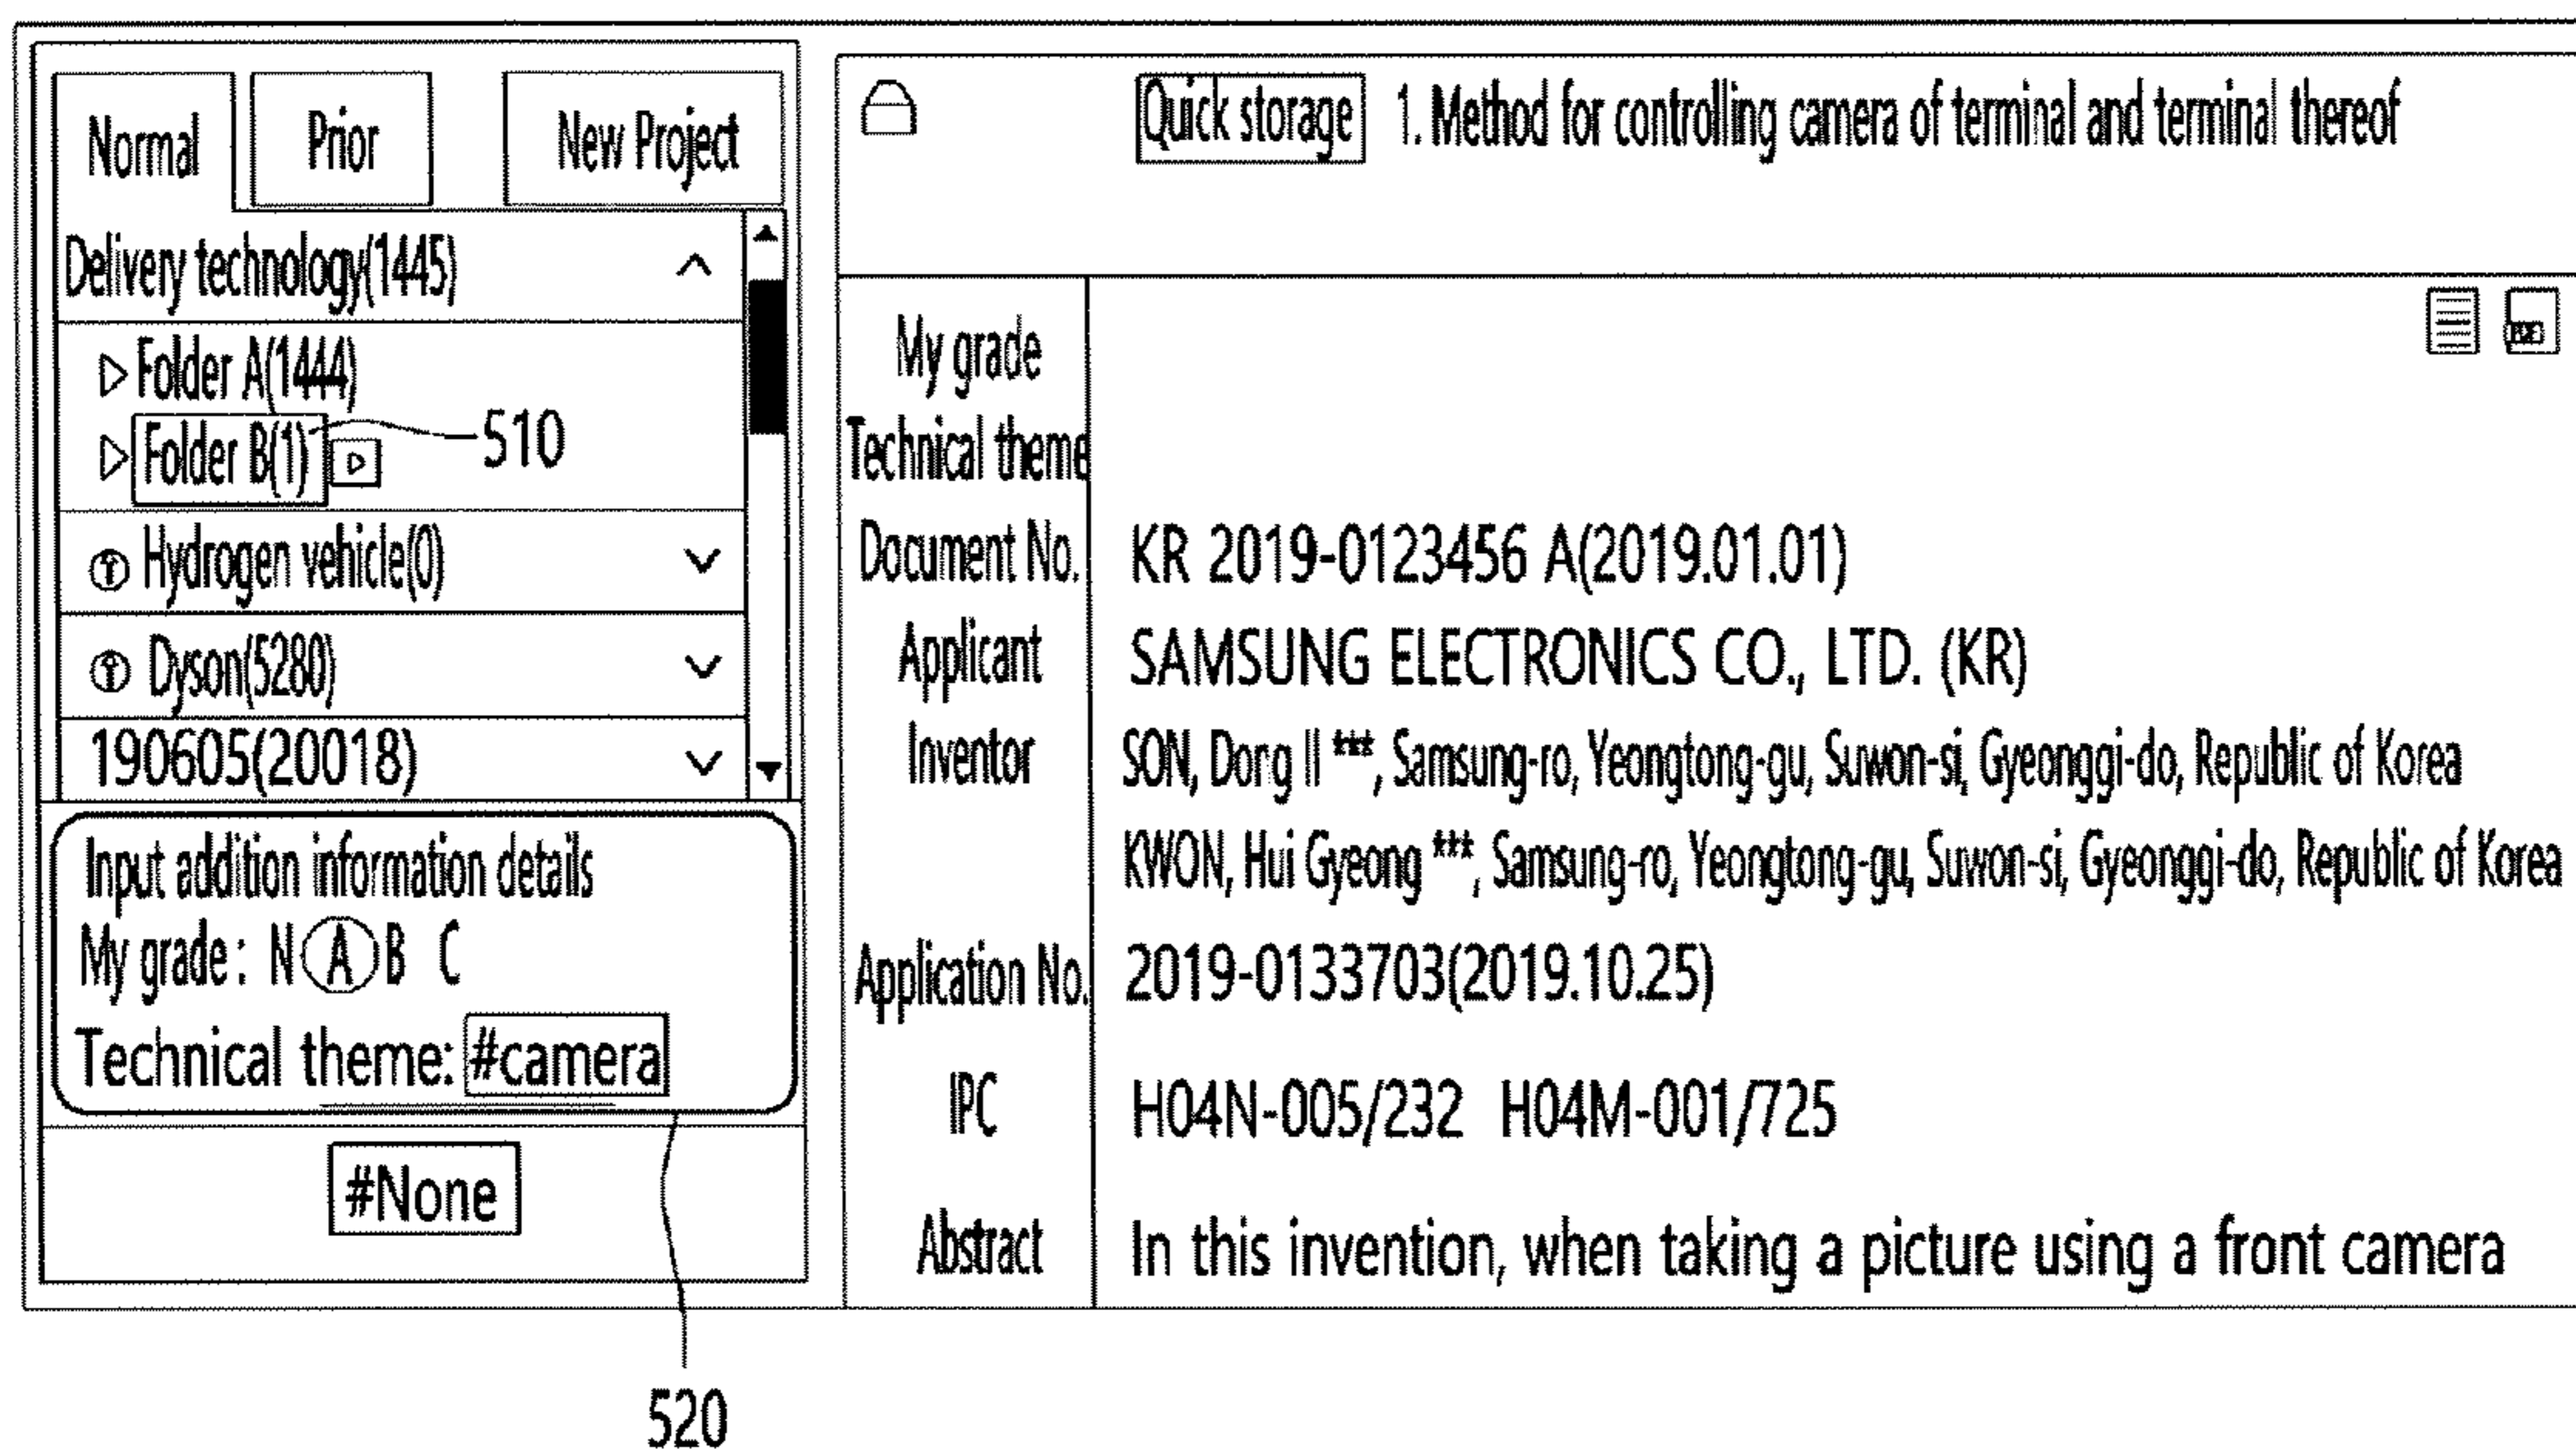 Normal Prior New Project
Delivery technology(1445)
Folder A(1444)
Folder B(1)
510
Hydrogen vehicle(0)
Dyson(5280)
190605(20018)
Input addition information details
My grade : N A B C
Technical theme: #camera
#None
520
Quick storage 1. Method for controlling camera of terminal and terminal thereof
PDF
My grade
Technical theme
Document No. KR 2019-0123456 A(2019.01.01)
Applicant SAMSUNG ELECTRONICS CO., LTD. (KR)
Inventor SON, Dong Il ***, Samsung-ro, Yeongtong-gu, Suwon-si, Gyeonggi-do, Republic of Korea
KWON, Hui Gyeong ***, Samsung-ro, Yeongtong-gu, Suwon-si, Gyeonggi-do, Republic of Korea
Application No. 2019-0133703(2019.10.25)
IPC H04N-005/232 H04M-001/725
Abstract In this invention, when taking a picture using a front camera